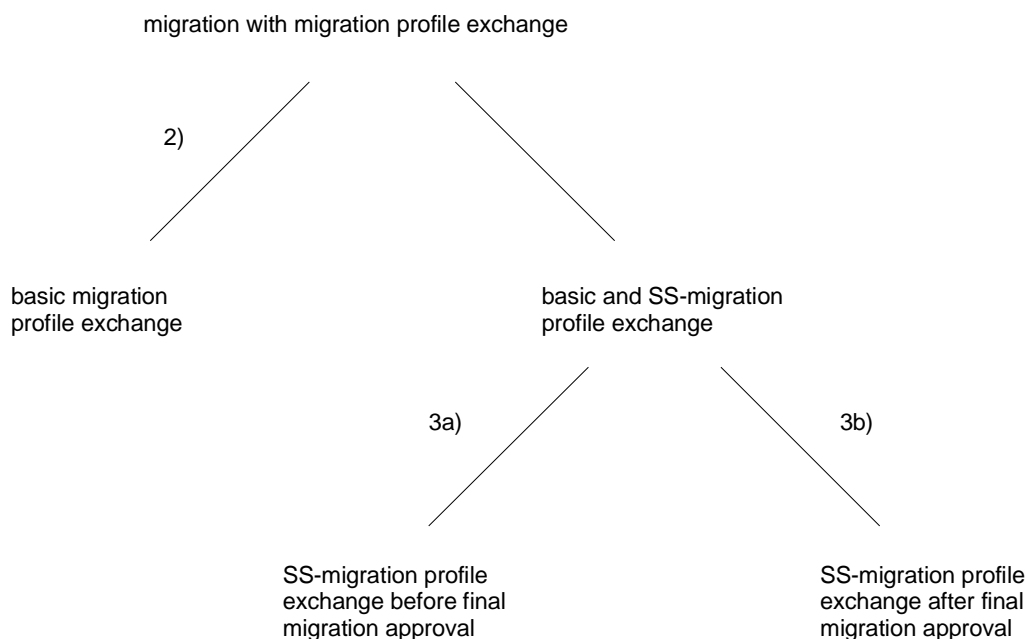 migration with migration profile exchange
2)
basic migration
profile exchange
basic and SS-migration
profile exchange
3a)
3b)
SS-migration profile
exchange before final
migration approval
SS-migration profile
exchange after final
migration approval